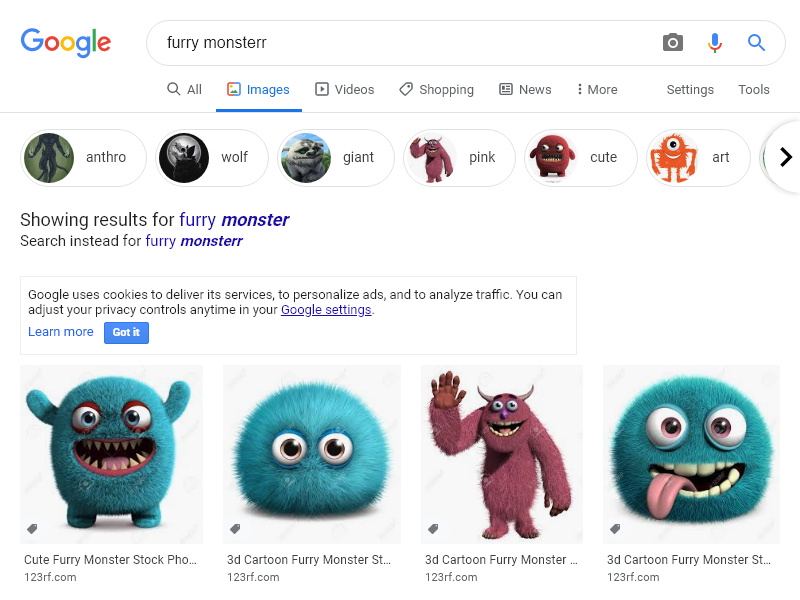 Google
furry monsterr
All Images Videos Shopping News More Settings Tools
anthro wolf giant pink cute art
Showing results for furry monster
Search instead for furry monsterr
Google uses cookies to deliver its services, to personalize ads, and to analyze traffic. You can
adjust your privacy controls anytime in your Google settings.
Learn more Got it
Cute Furry Monster Stock Pho... 3d Cartoon Furry Monster St... 3d Cartoon Furry Monster ... 3d Cartoon Furry Monster St...
123rf.com 123rf.com 123rf.com 123rf.com